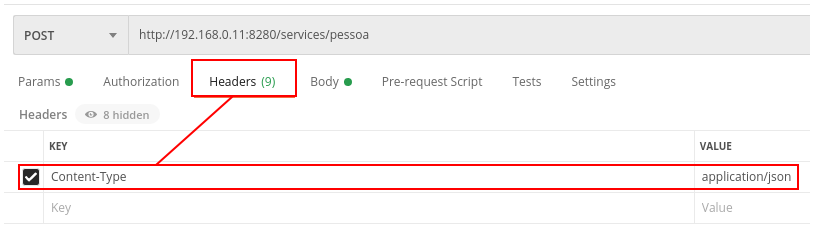 POST http://192.168.0.11:8280/services/pessoa
Params Authorization Headers (9) Body Pre-request Script Tests Settings
Headers 8 hidden
KEY VALUE
Content-Type application/json
Key Value